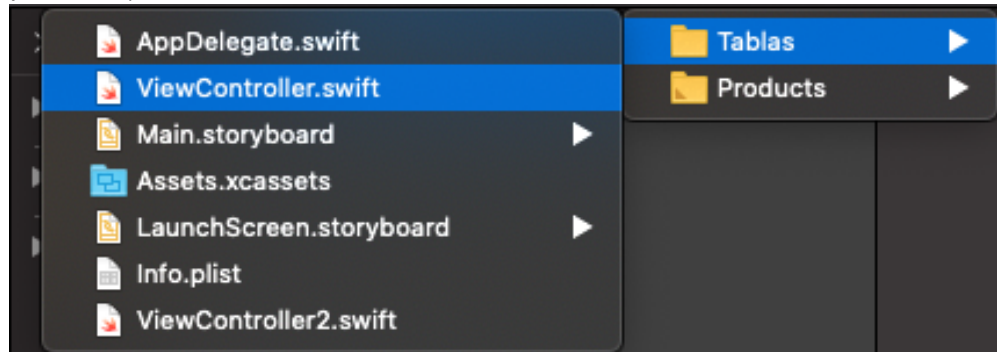 AppDelegate.swift
ViewController.swift
Main.storyboard
Assets.xcassets
LaunchScreen.storyboard
Info.plist
ViewController2.swift
Tablas
Products